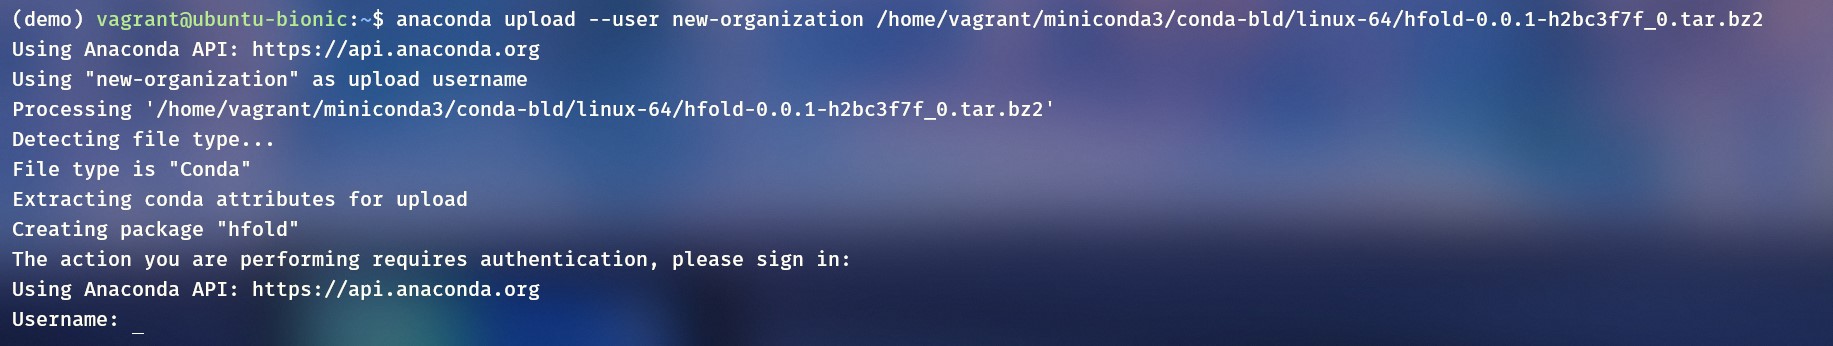 (demo) vagrant@ubuntu-bionic:~$ anaconda upload --user new-organization /home/vagrant/miniconda3/conda-bld/linux-64/hfold-0.0.1-h2bc3f7f_0.tar.bz2
Using Anaconda API: https://api.anaconda.org
Using "new-organization" as upload username
Processing '/home/vagrant/miniconda3/conda-bld/linux-64/hfold-0.0.1-h2bc3f7f_0.tar.bz2'
Detecting file type...
File type is "Conda"
Extracting conda attributes for upload
Creating package "hfold"
The action you are performing requires authentication, please sign in:
Using Anaconda API: https://api.anaconda.org
Username: _